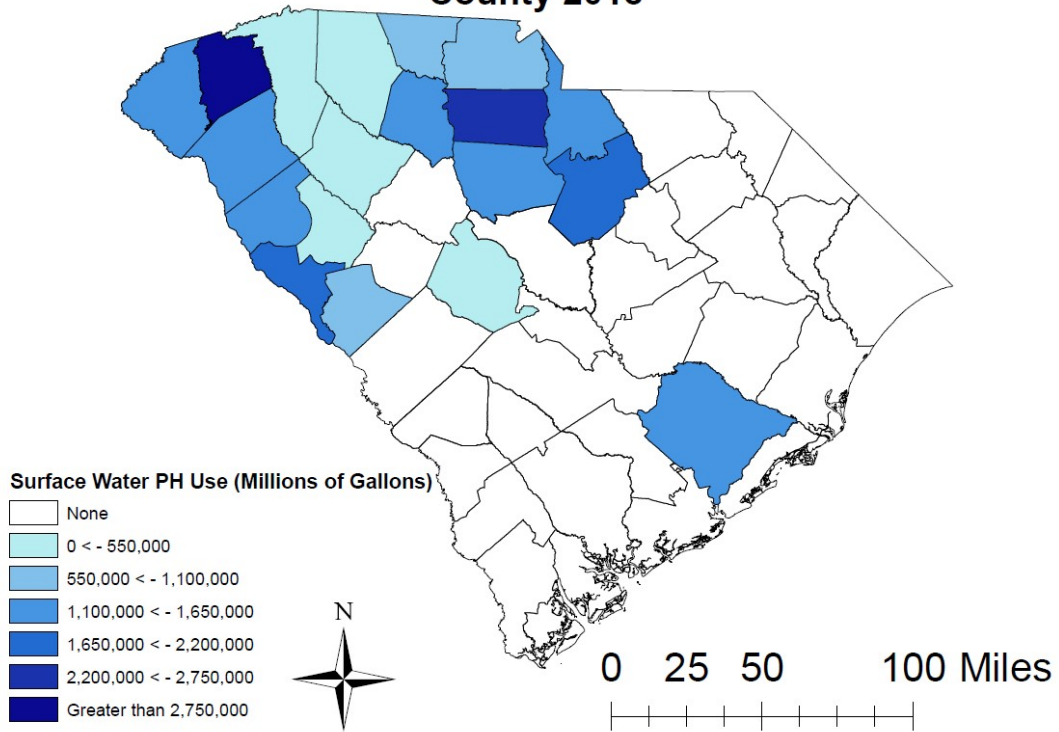 Surface Water PH Use (Millions of Gallons)
None
0 < - 550,000
550,000 < - 1,100,000
1,100,000 < - 1,650,000
1,650,000 < - 2,200,000
2,200,000 < - 2,750,000
Greater than 2,750,000
N
0 25 50 100 Miles